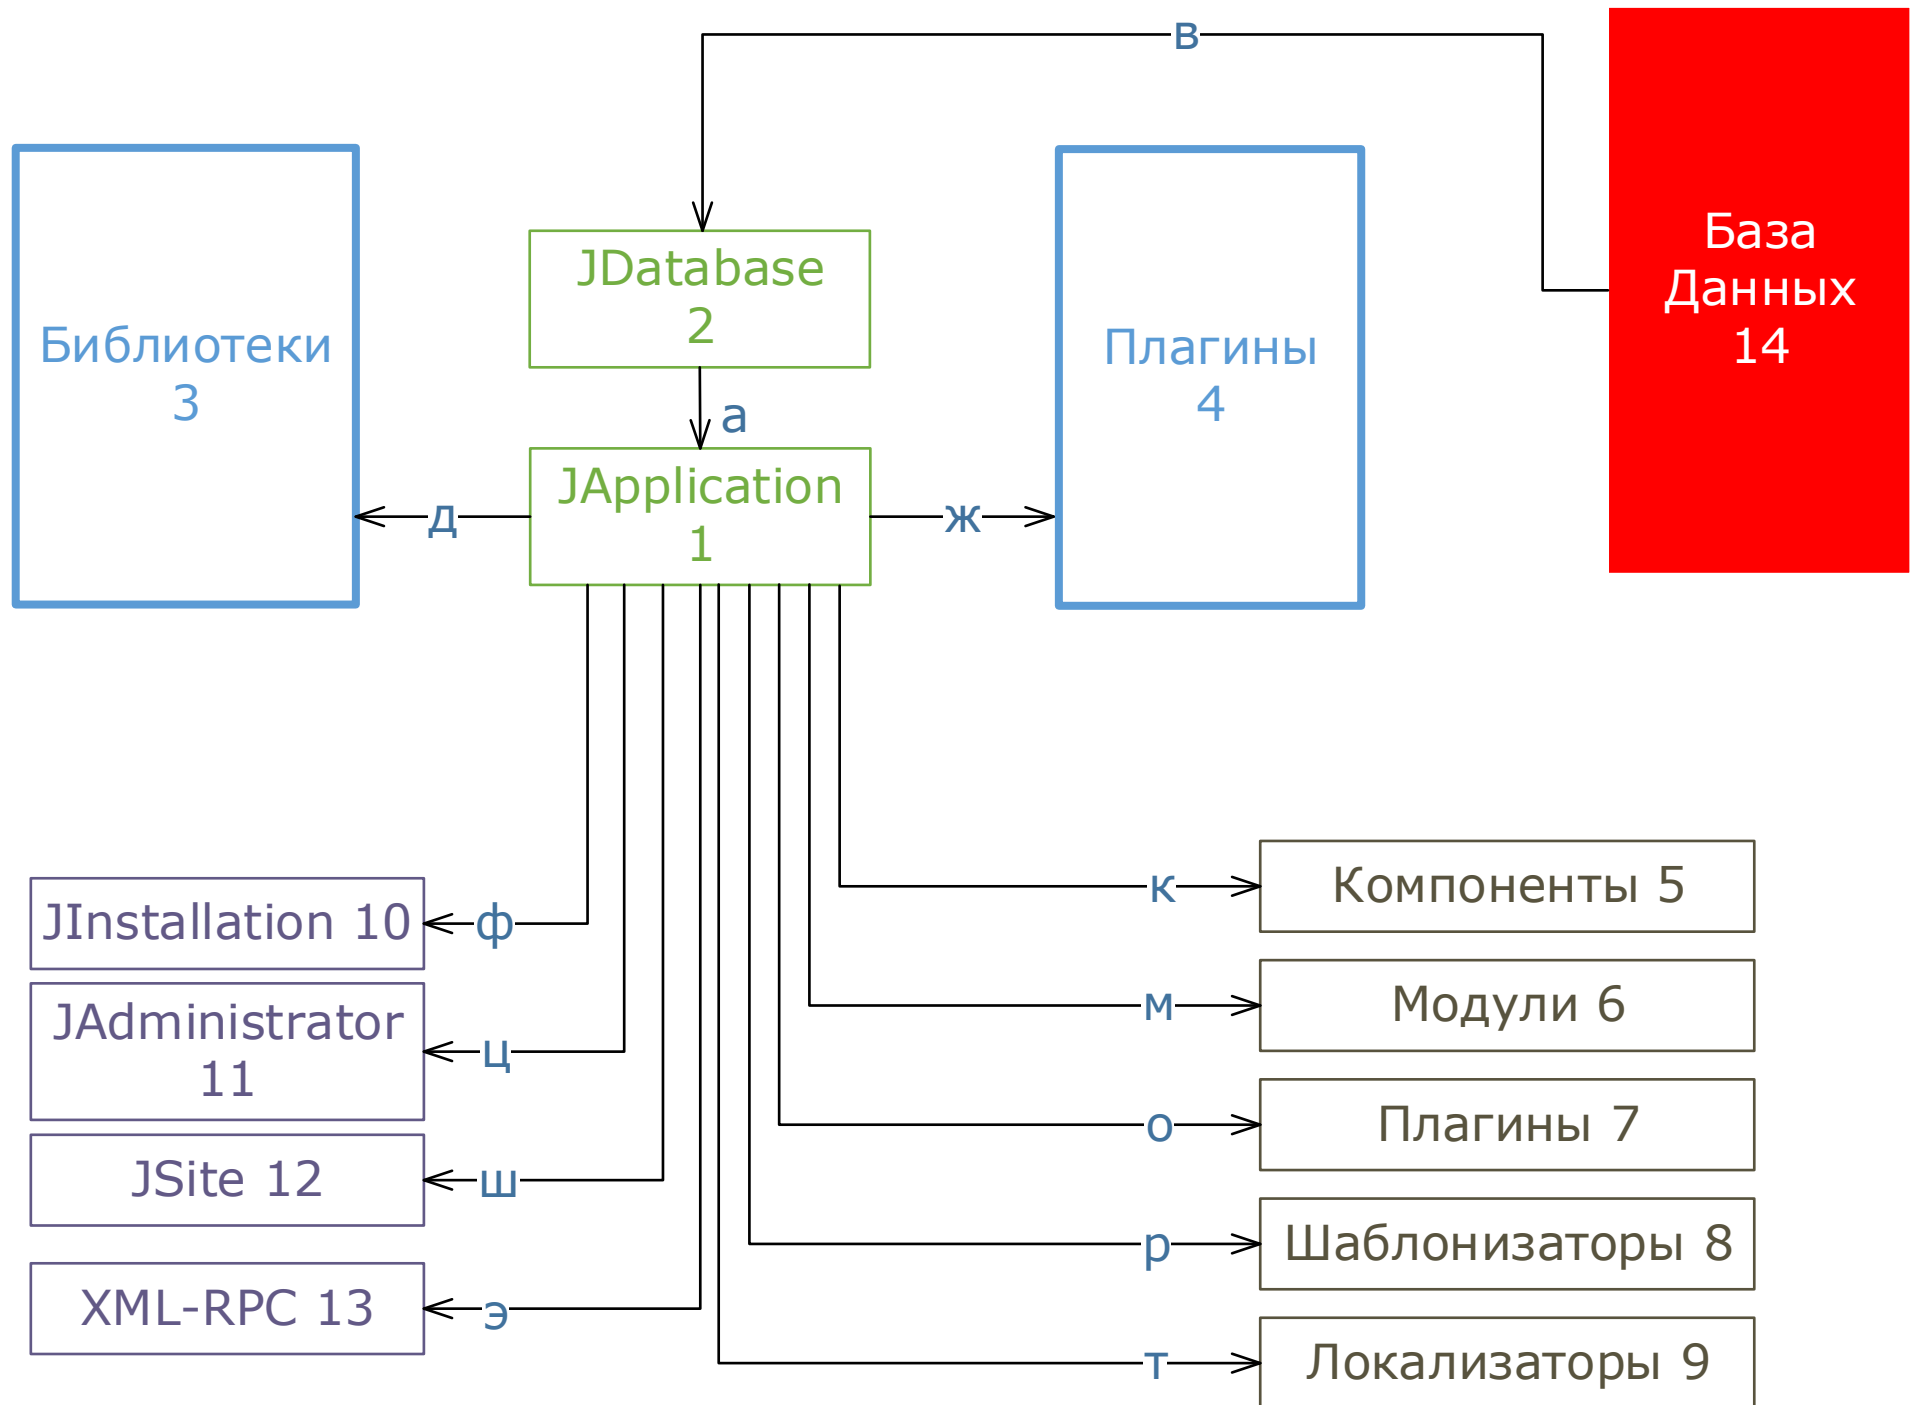 в
База
Данных
14
Библиотеки
3
JDatabase
2
Плагины
4
а
JApplication
1
д
ж
JInstallation 10
ф
к
Компоненты 5
JAdministrator
11
ц
м
Модули 6
JSite 12
ш
о
Плагины 7
XML-RPC 13
э
р
Шаблонизаторы 8
т
Локализаторы 9